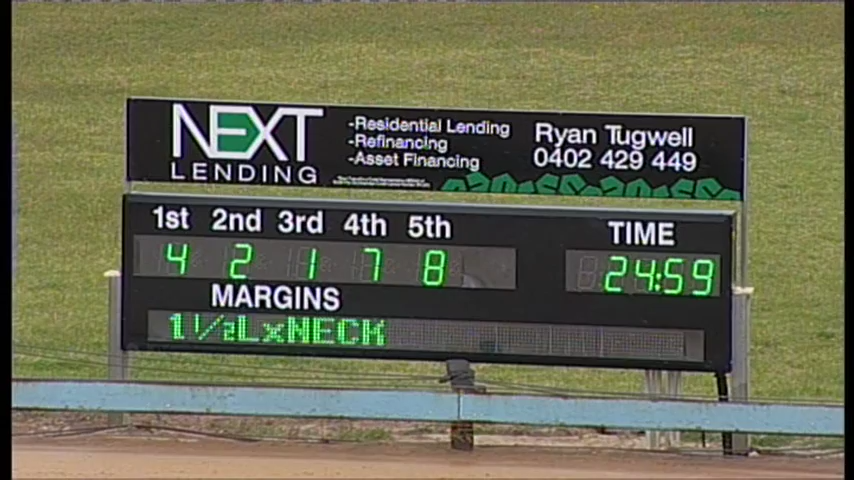 NEXT
LENDING
-Residential Lending
-Refinancing
-Asset Financing
Ryan Tugwell
0402 429 449
1st 2nd 3rd 4th 5th
TIME
4 2 1 7 8
24:59
MARGINS
1½LxNECK